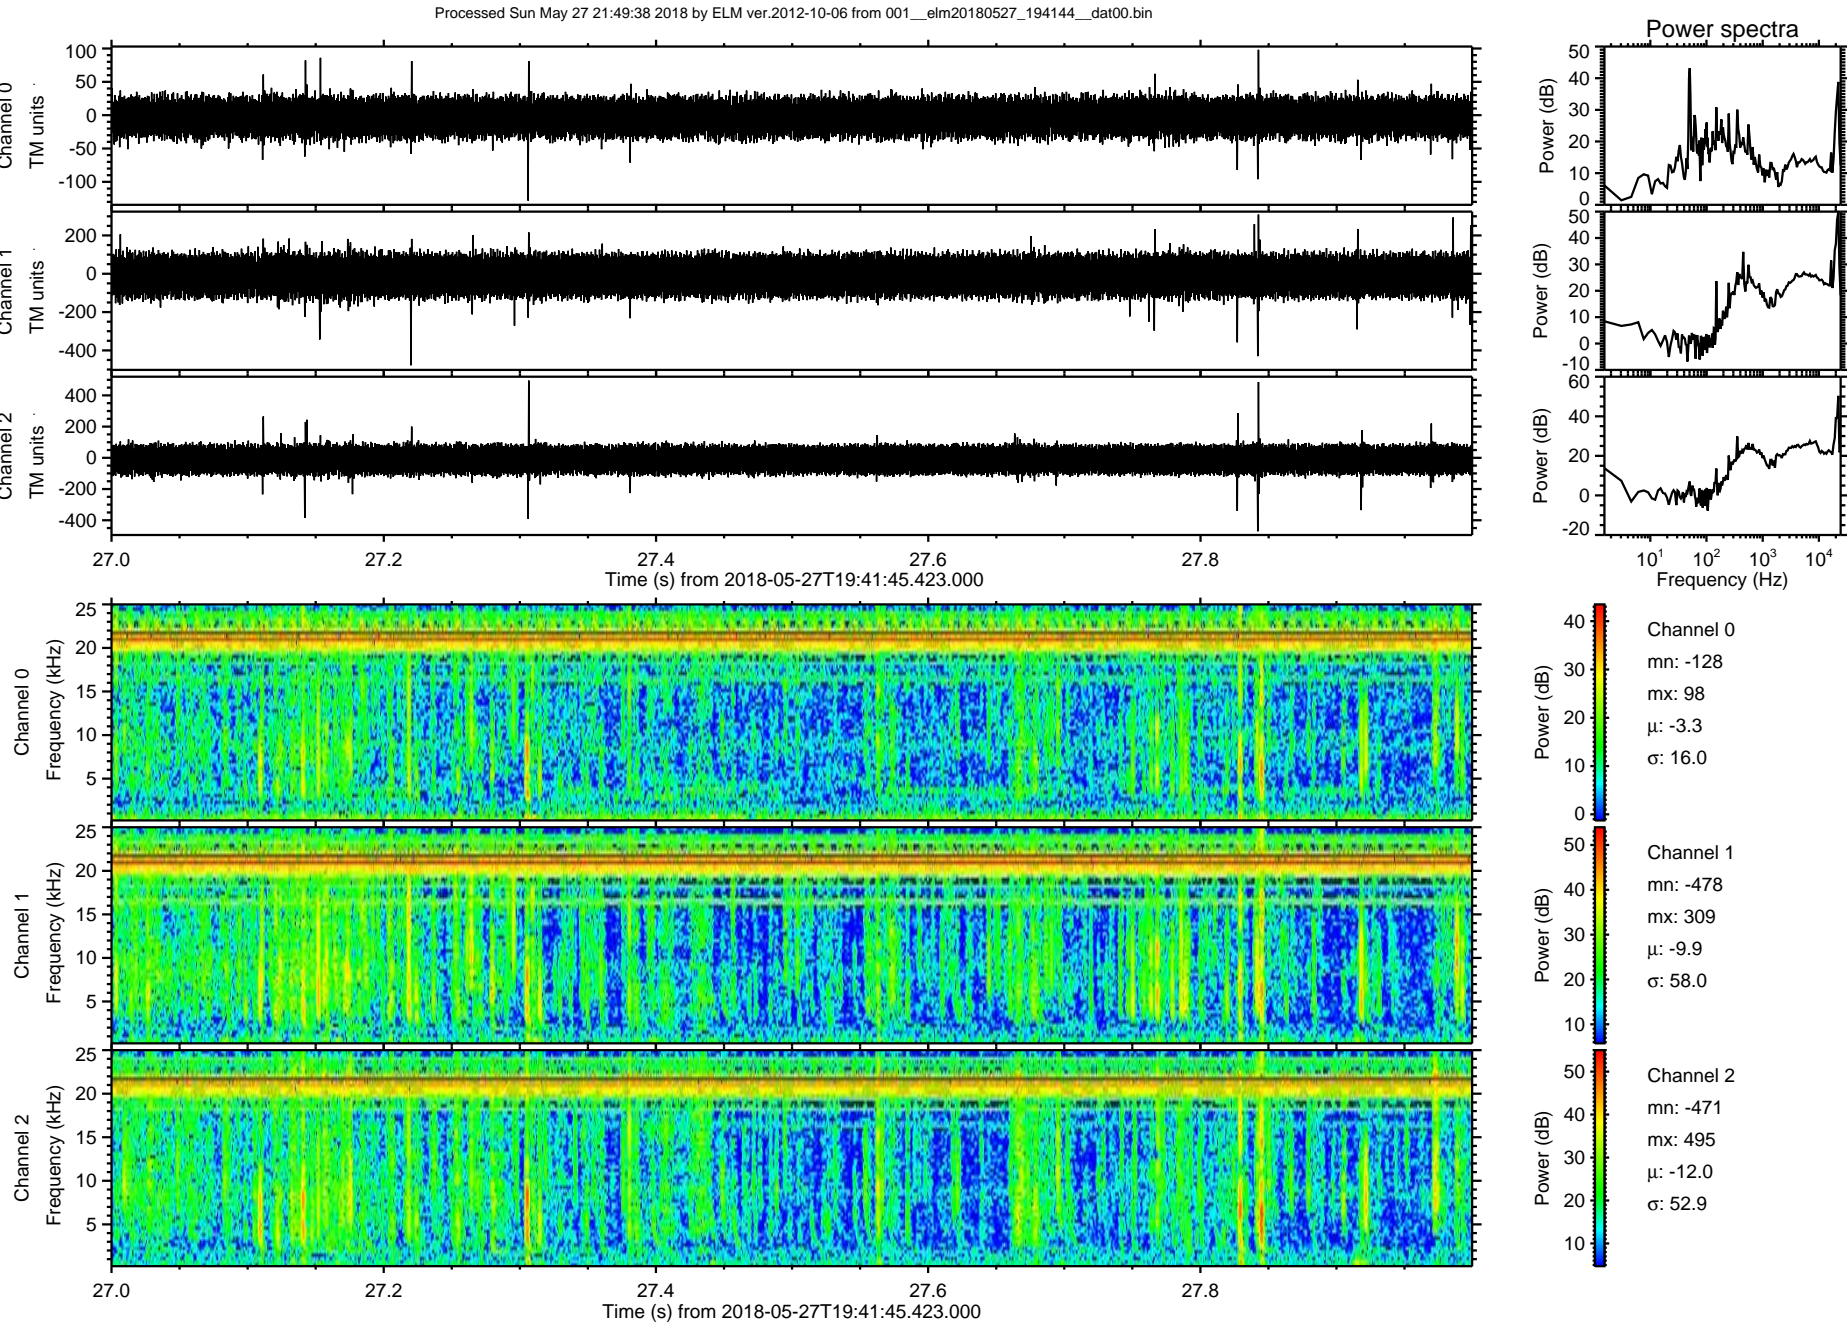 Processed Sun May 27 21:49:38 2018 by ELM ver.2012-10-06 from 001__elm20180527_194144__dat00.bin
Power spectra
Channel 0
TM units
100
50
0
-50
-100
Power (dB)
50
40
30
20
10
0
Channel 1
TM units
200
0
-200
-400
Power (dB)
50
40
30
20
10
0
-10
Channel 2
TM units
400
200
0
-200
-400
Power (dB)
60
40
20
0
-20
27.0 27.2 27.4 27.6 27.8
Time (s) from 2018-05-27T19:41:45.423.000
10¹ 10² 10³ 10⁴
Frequency (Hz)
Channel 0
Frequency (kHz)
25
20
15
10
5
Power (dB)
40
30
20
10
0
Channel 0
mn: -128
mx: 98
μ: -3.3
σ: 16.0
Channel 1
Frequency (kHz)
25
20
15
10
5
Power (dB)
50
40
30
20
10
Channel 1
mn: -478
mx: 309
μ: -9.9
σ: 58.0
Channel 2
Frequency (kHz)
25
20
15
10
5
Power (dB)
50
40
30
20
10
Channel 2
mn: -471
mx: 495
μ: -12.0
σ: 52.9
27.0 27.2 27.4 27.6 27.8
Time (s) from 2018-05-27T19:41:45.423.000